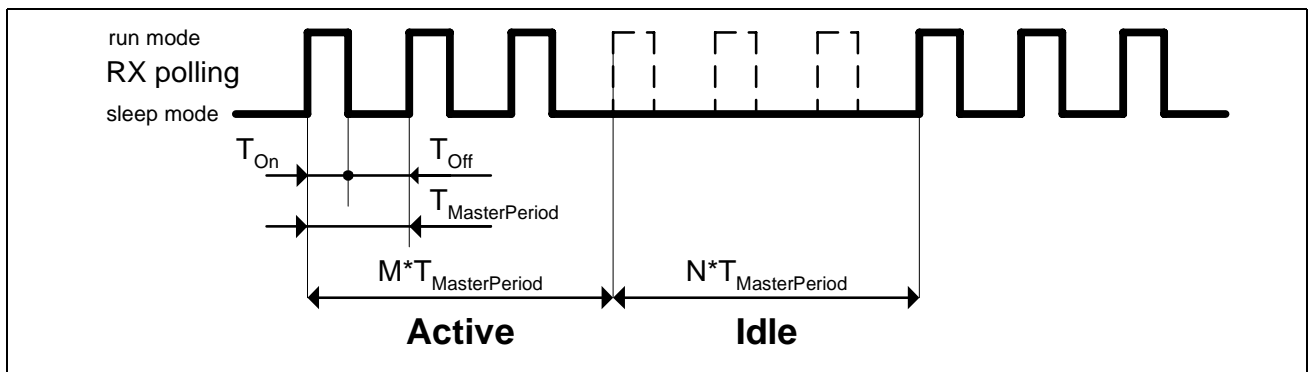 run mode
RX polling
sleep mode
T_On T_Off
T_MasterPeriod
M*T_MasterPeriod N*T_MasterPeriod
Active Idle